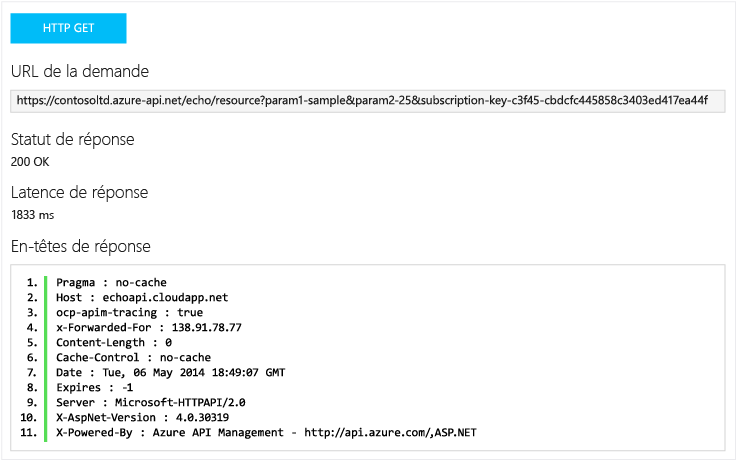 HTTP GET
URL de la demande
https://contosoltd.azure-api.net/echo/resource?param1-sample&param2-25&subscription-key-c3f45-cbdcfc445858c3403ed417ea44f
Statut de réponse
200 OK
Latence de réponse
1833 ms
En-têtes de réponse
1. Pragma : no-cache
2. Host : echoapi.cloudapp.net
3. ocp-apim-tracing : true
4. x-Forwarded-For : 138.91.78.77
5. Content-Length : 0
6. Cache-Control : no-cache
7. Date : Tue, 06 May 2014 18:49:07 GMT
8. Expires : -1
9. Server : Microsoft-HTTPAPI/2.0
10. X-AspNet-Version : 4.0.30319
11. X-Powered-By : Azure API Management - http://api.azure.com/,ASP.NET